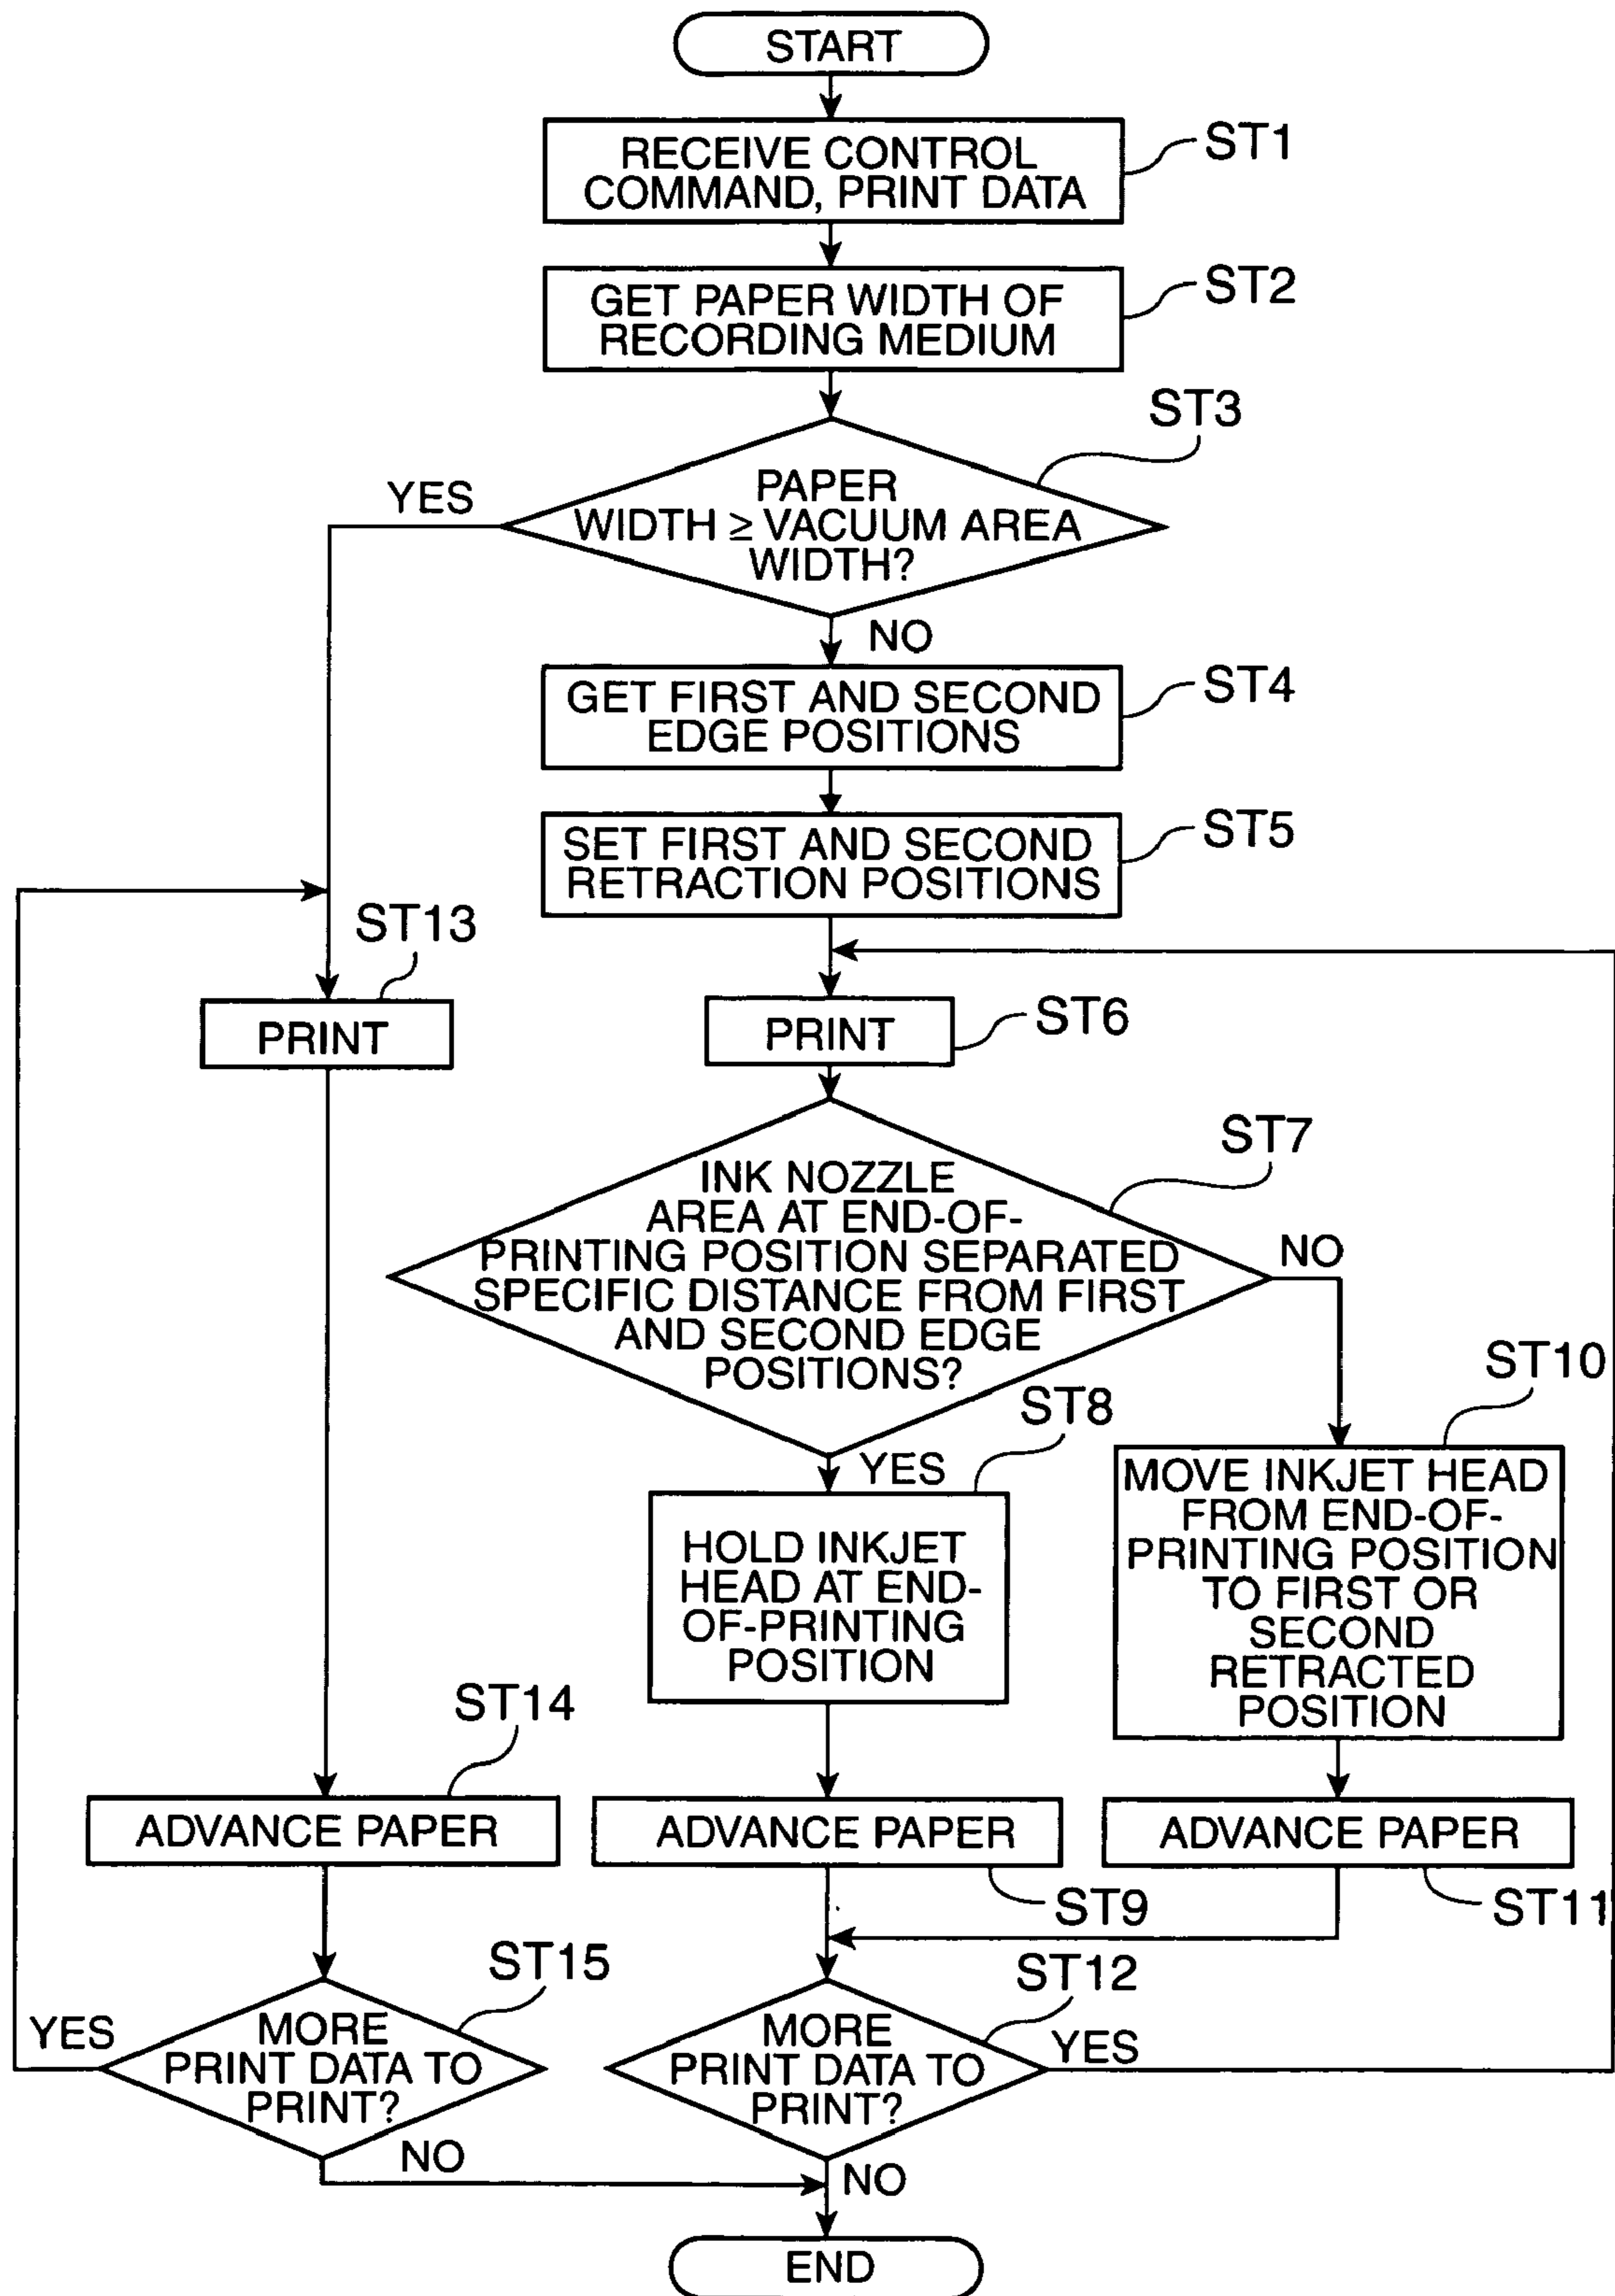 START
RECEIVE CONTROL
COMMAND, PRINT DATA
ST1
GET PAPER WIDTH OF
RECORDING MEDIUM
ST2
ST3
PAPER
WIDTH ≥ VACUUM AREA
WIDTH?
YES
NO
GET FIRST AND SECOND
EDGE POSITIONS
ST4
SET FIRST AND SECOND
RETRACTION POSITIONS
ST5
ST13
PRINT
PRINT
ST6
ST7
INK NOZZLE
AREA AT END-OF-
PRINTING POSITION SEPARATED
SPECIFIC DISTANCE FROM FIRST
AND SECOND EDGE
POSITIONS?
NO
ST10
ST8
YES
HOLD INKJET
HEAD AT END-
OF-PRINTING
POSITION
MOVE INKJET HEAD
FROM END-OF-
PRINTING POSITION
TO FIRST OR
SECOND
RETRACTED
POSITION
ST14
ADVANCE PAPER
ADVANCE PAPER
ADVANCE PAPER
ST9
ST11
ST15
ST12
YES
MORE
PRINT DATA TO
PRINT?
MORE
PRINT DATA TO
PRINT?
YES
NO
NO
END